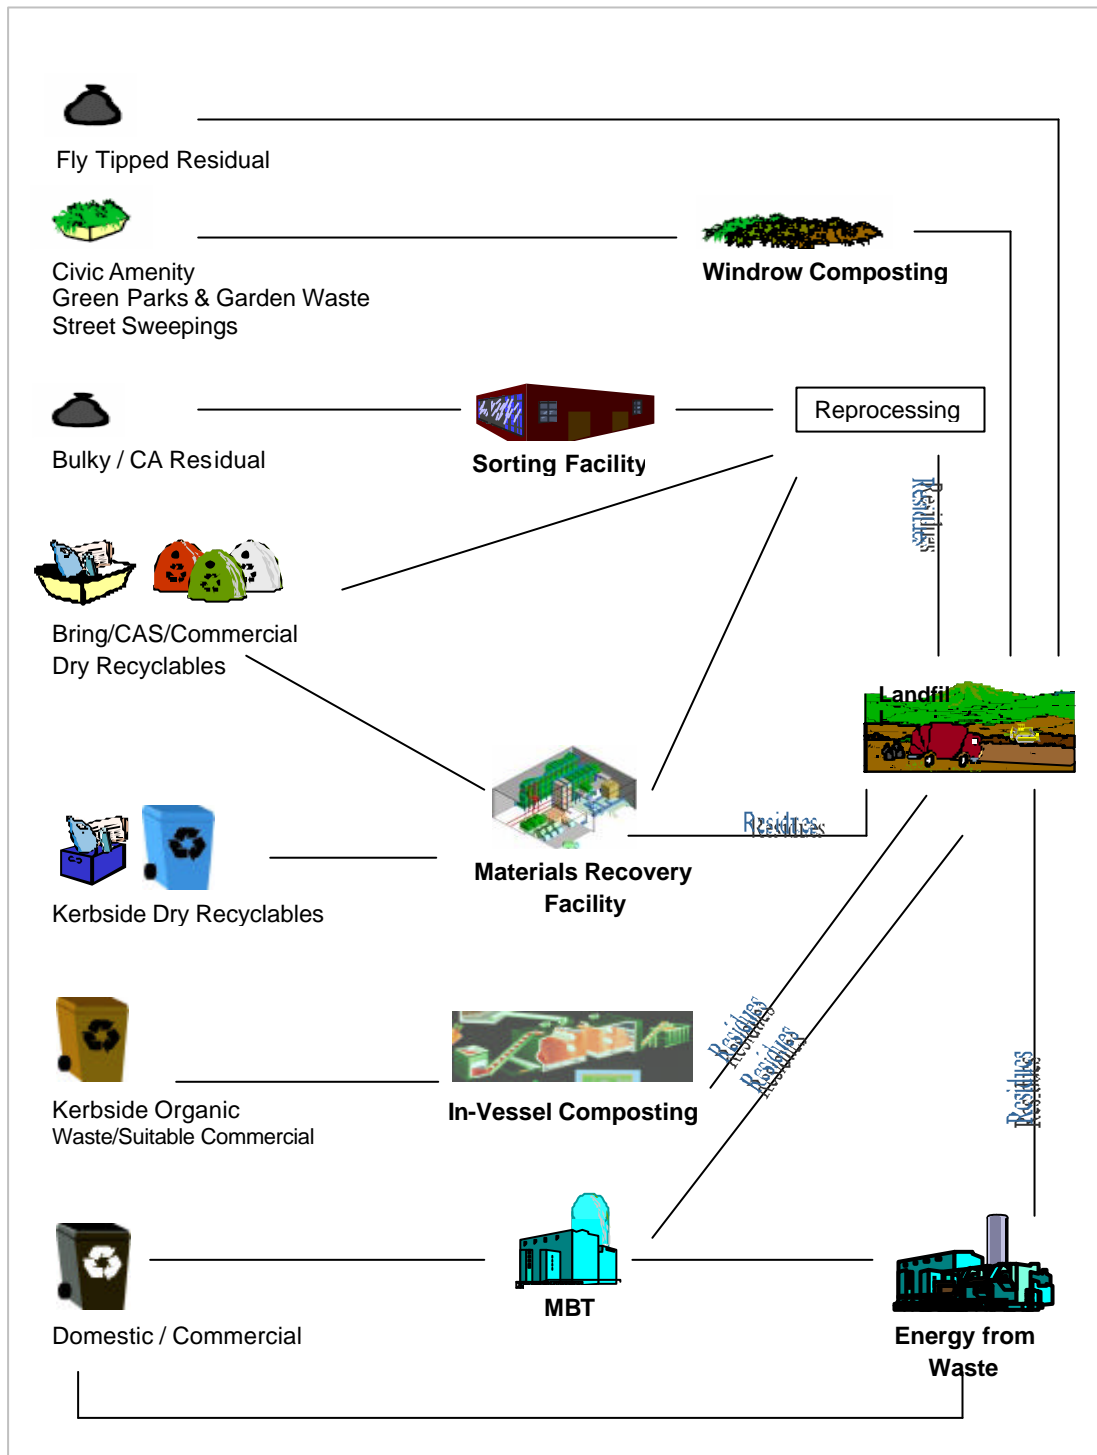 Fly Tipped Residual
Civic Amenity
Green Parks & Garden Waste
Street Sweepings
Windrow Composting
Bulky / CA Residual
Sorting Facility
Reprocessing
Residues
Bring/CAS/Commercial
Dry Recyclables
Landfil
l
Residues
Materials Recovery
Facility
Kerbside Dry Recyclables
Residues
Residues
Residues
Kerbside Organic
Waste/Suitable Commercial
In-Vessel Composting
Domestic / Commercial
MBT
Energy from
Waste